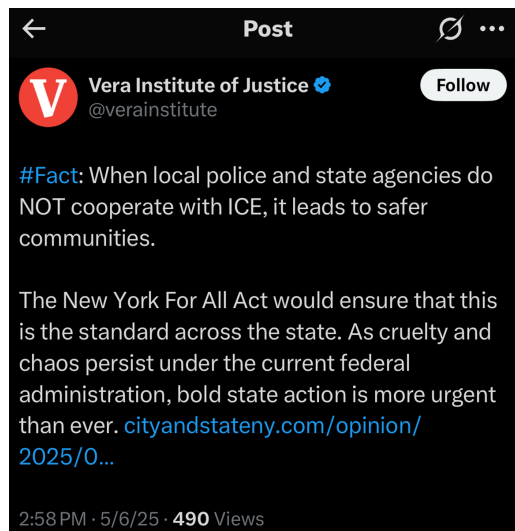 Post
Vera Institute of Justice
@verainstitute
Follow
#Fact: When local police and state agencies do
NOT cooperate with ICE, it leads to safer
communities.
The New York For All Act would ensure that this
is the standard across the state. As cruelty and
chaos persist under the current federal
administration, bold state action is more urgent
than ever. cityandstateny.com/opinion/
2025/0...
2:58 PM · 5/6/25 · 490 Views